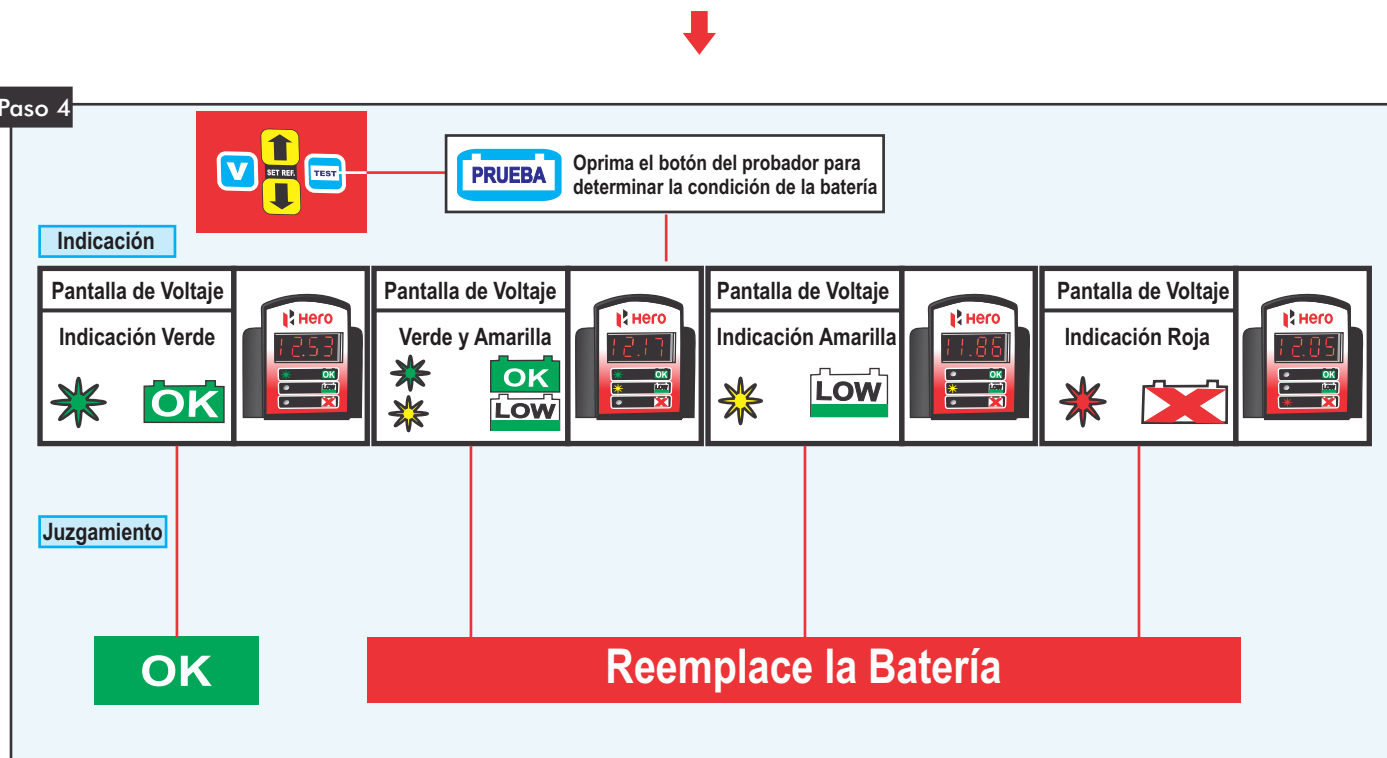 Paso 4
V
SET REF.
TEST
PRUEBA
Oprima el botón del probador para
determinar la condición de la batería
Indicación
Pantalla de Voltaje
Indicación Verde
OK
Hero
12.53
OK
LOW
Pantalla de Voltaje
Verde y Amarilla
OK
LOW
Hero
12.17
OK
LOW
Pantalla de Voltaje
Indicación Amarilla
LOW
Hero
11.86
OK
LOW
Pantalla de Voltaje
Indicación Roja
Hero
12.05
OK
LOW
Juzgamiento
OK
Reemplace la Batería